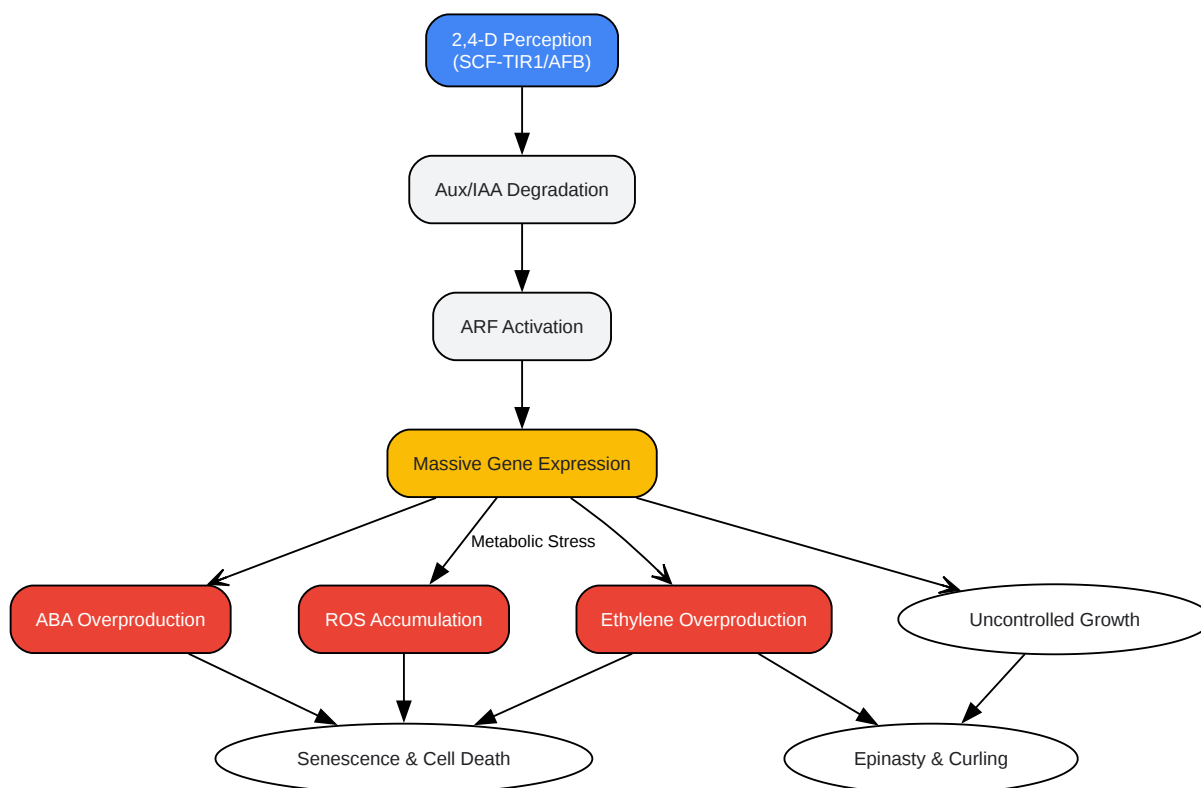 2,4-D Perception
(SCF-TIR1/AFB)
Aux/IAA Degradation
ARF Activation
Massive Gene Expression
Metabolic Stress
ABA Overproduction
ROS Accumulation
Ethylene Overproduction
Uncontrolled Growth
Senescence & Cell Death
Epinasty & Curling